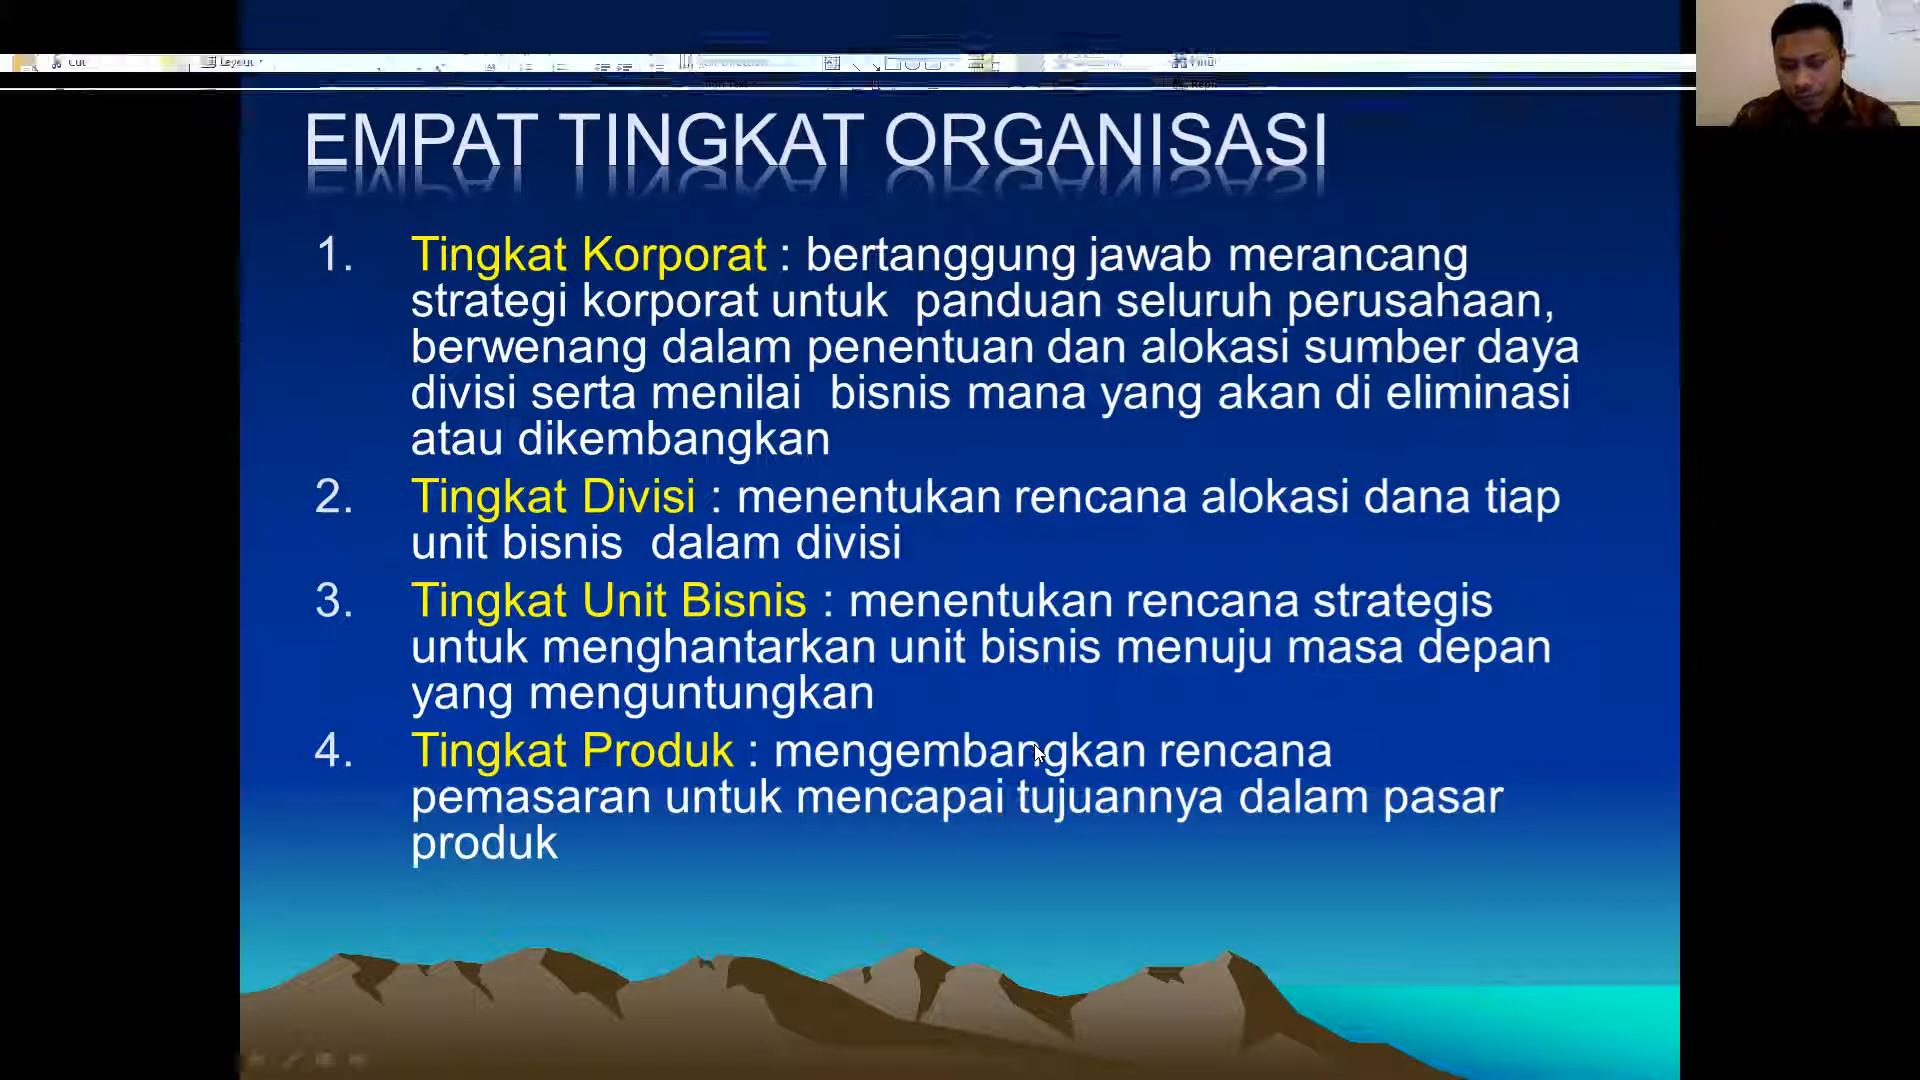 Cut
Layout
EMPAT TINGKAT ORGANISASI
1. Tingkat Korporat : bertanggung jawab merancang
strategi korporat untuk panduan seluruh perusahaan,
berwenang dalam penentuan dan alokasi sumber daya
divisi serta menilai bisnis mana yang akan di eliminasi
atau dikembangkan
2. Tingkat Divisi : menentukan rencana alokasi dana tiap
unit bisnis dalam divisi
3. Tingkat Unit Bisnis : menentukan rencana strategis
untuk menghantarkan unit bisnis menuju masa depan
yang menguntungkan
4. Tingkat Produk : mengembangkan rencana
pemasaran untuk mencapai tujuannya dalam pasar
produk